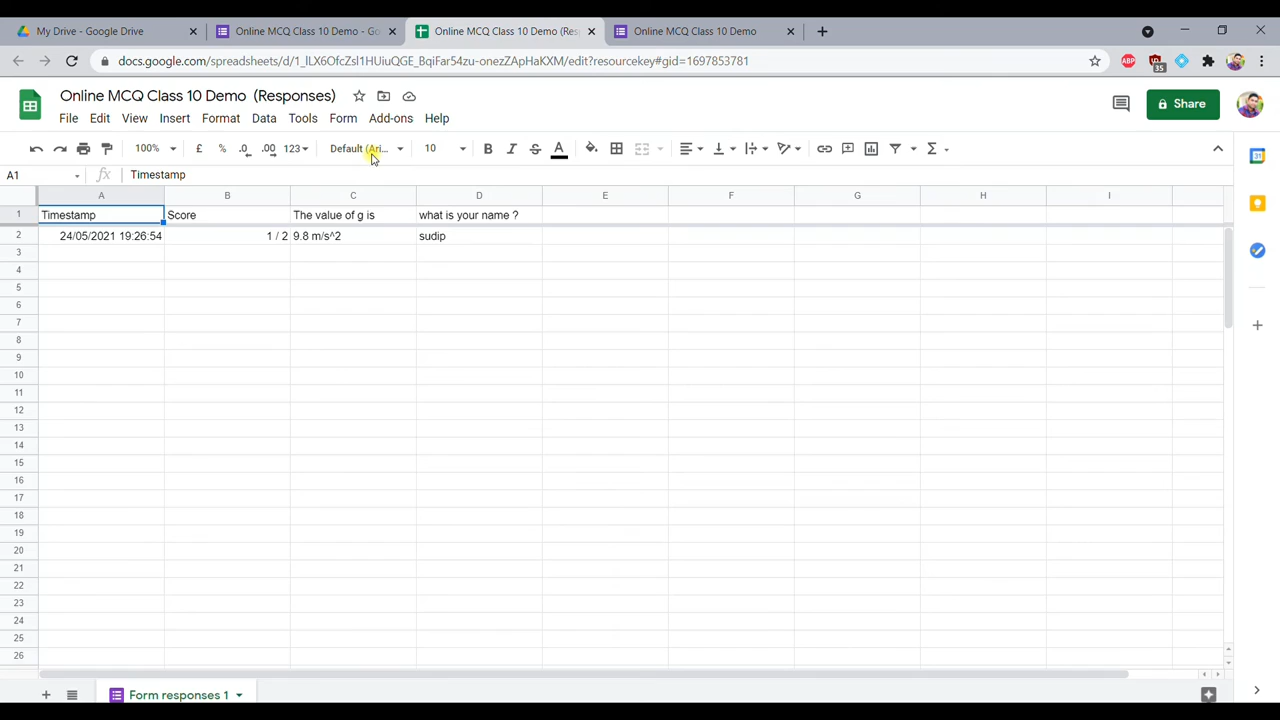 My Drive - Google Drive
Online MCQ Class 10 Demo - Go
Online MCQ Class 10 Demo (Res
Online MCQ Class 10 Demo
docs.google.com/spreadsheets/d/1_lLX6OfcZsl1HUiuQGE_BqiFar54zu-onezZApHaKXM/edit?resourcekey#gid=1697853781
ABP
35
Online MCQ Class 10 Demo (Responses)
Share
File Edit View Insert Format Data Tools Form Add-ons Help
100% £ % .0 .00 123 Default (Ari... 10 B I S A Σ
31
A1 fx Timestamp
A B C D E F G H I
1 Timestamp Score The value of g is what is your name ?
2 24/05/2021 19:26:54 1 / 2 9.8 m/s^2 sudip
3
4
5
6
7
8
9
10
11
12
13
14
15
16
17
18
19
20
21
22
23
24
25
26
Form responses 1